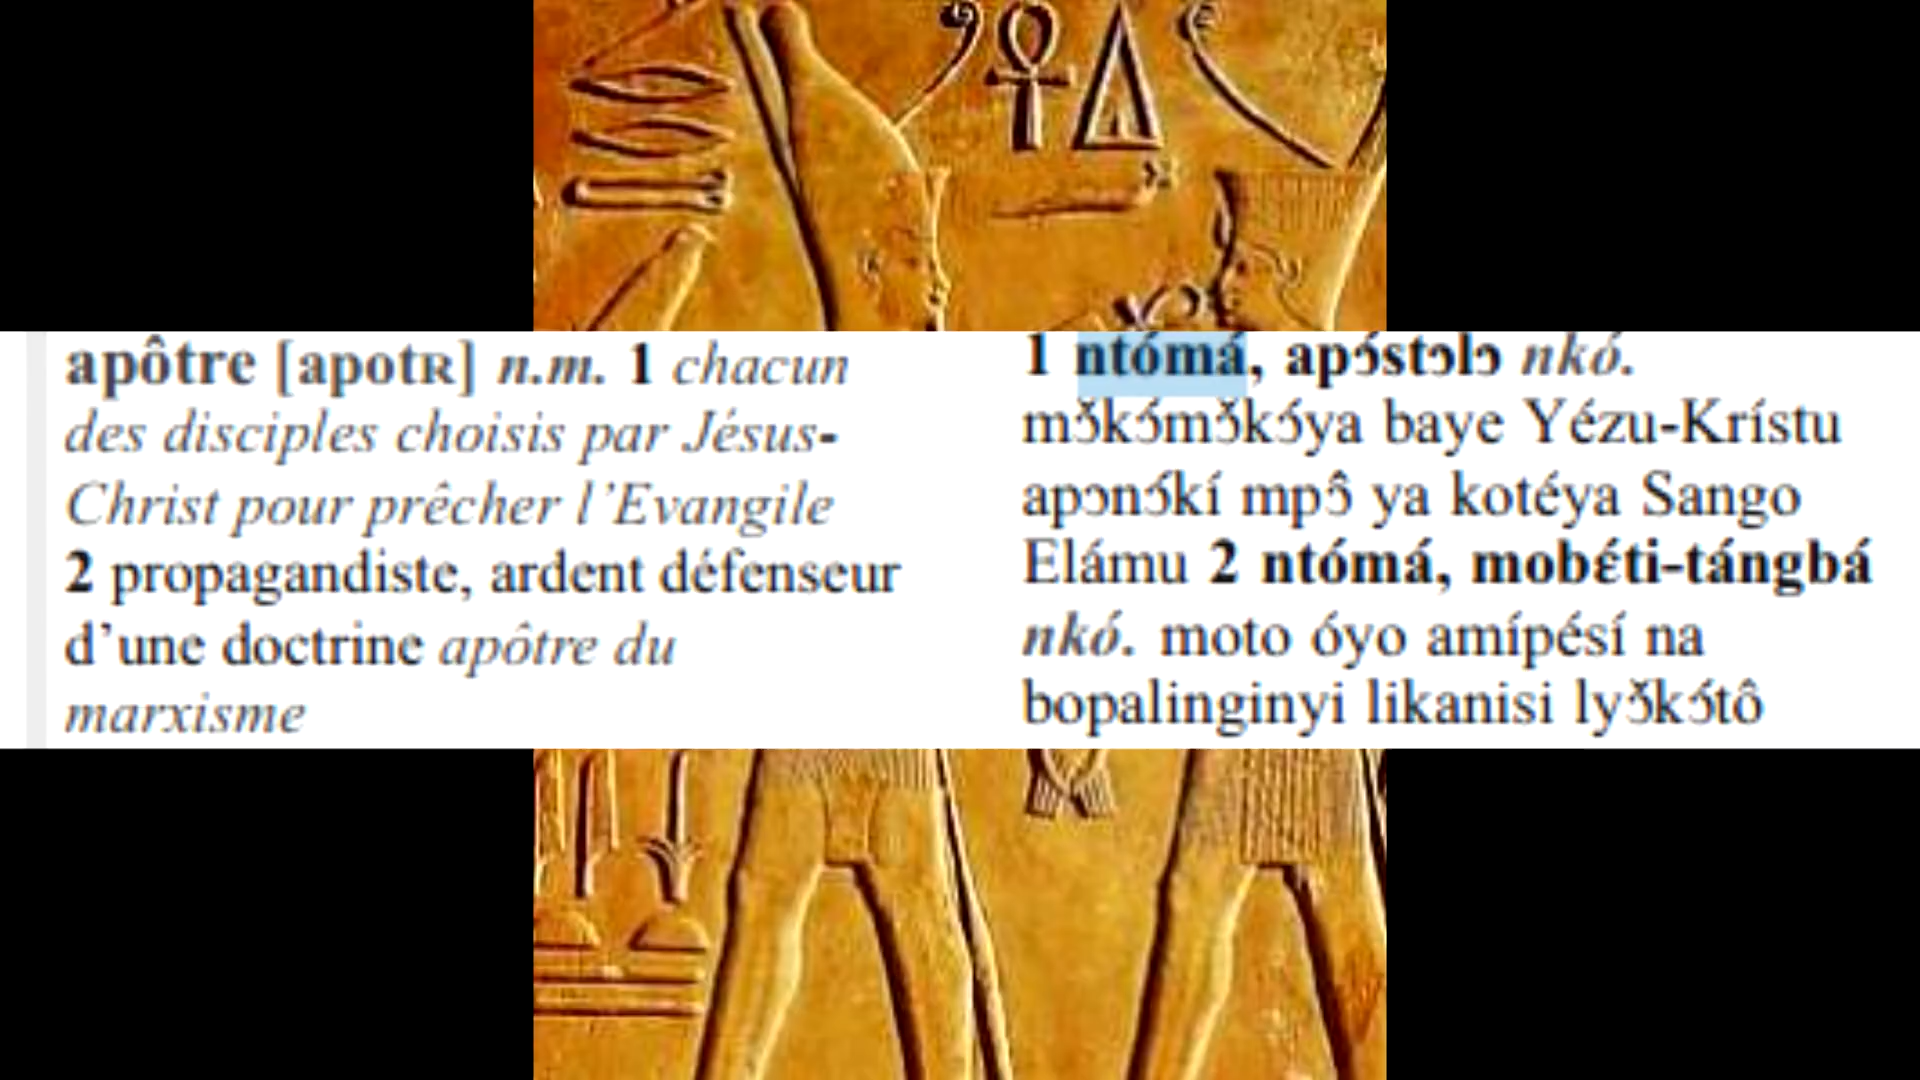 apôtre [apotʀ] n.m. 1 chacun
des disciples choisis par Jésus-
Christ pour prêcher l’Evangile
2 propagandiste, ardent défenseur
d’une doctrine apôtre du
marxisme
1 ntómá, apɔ́stɔlɔ nkó.
mɔ̌kɔ́mɔ̌kɔ́ya baye Yézu-Krístu
apɔnɔ́kí mpɔ̂ ya kotéya Sango
Elámu 2 ntómá, mobɛ́ti-tángbá
nkó. moto óyo amípésí na
bopalinginyi likanisi lyɔ̌kɔ́tô